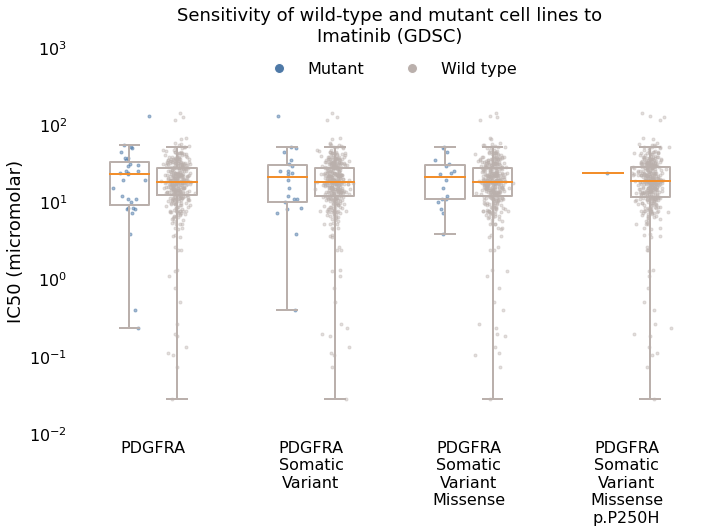 Sensitivity of wild-type and mutant cell lines to
Imatinib (GDSC)
Mutant
Wild type
IC50 (micromolar)
10³
10²
10¹
10⁰
10⁻¹
10⁻²
PDGFRA
PDGFRA
Somatic
Variant
PDGFRA
Somatic
Variant
Missense
PDGFRA
Somatic
Variant
Missense
p.P250H